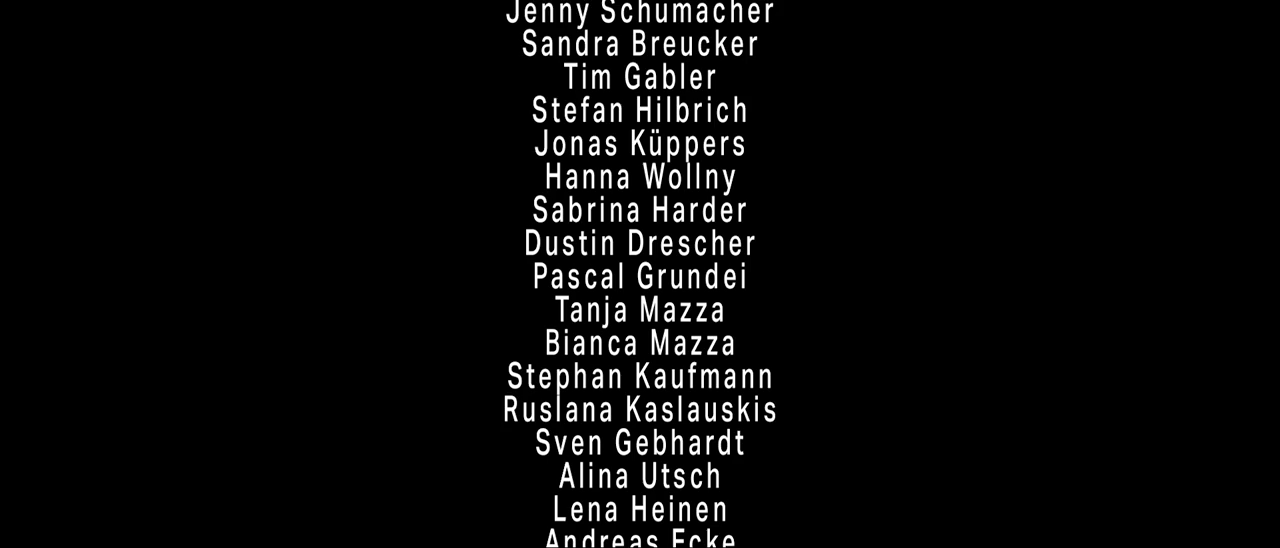 Jenny Schumacher
Sandra Breucker
Tim Gabler
Stefan Hilbrich
Jonas Küppers
Hanna Wollny
Sabrina Harder
Dustin Drescher
Pascal Grundei
Tanja Mazza
Bianca Mazza
Stephan Kaufmann
Ruslana Kaslauskis
Sven Gebhardt
Alina Utsch
Lena Heinen
Andreas Ecke